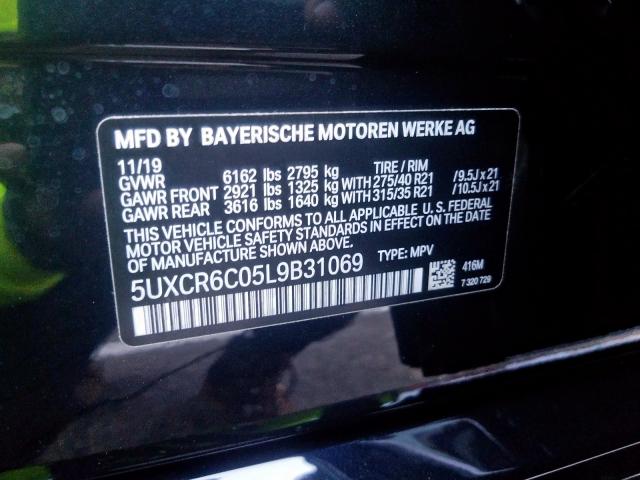 MFD BY BAYERISCHE MOTOREN WERKE AG
11/19 TIRE / RIM
GVWR 6162 lbs 2795 kg
GAWR FRONT 2921 lbs 1325 kg WITH 275/40 R21 /9.5J x 21
GAWR REAR 3616 lbs 1640 kg WITH 315/35 R21 /10.5J x 21
THIS VEHICLE CONFORMS TO ALL APPLICABLE U.S. FEDERAL
MOTOR VEHICLE SAFETY STANDARDS IN EFFECT ON THE DATE
OF MANUFACTURE SHOWN ABOVE.
5UXCR6C05L9B31069 TYPE: MPV
416M
7 320 729